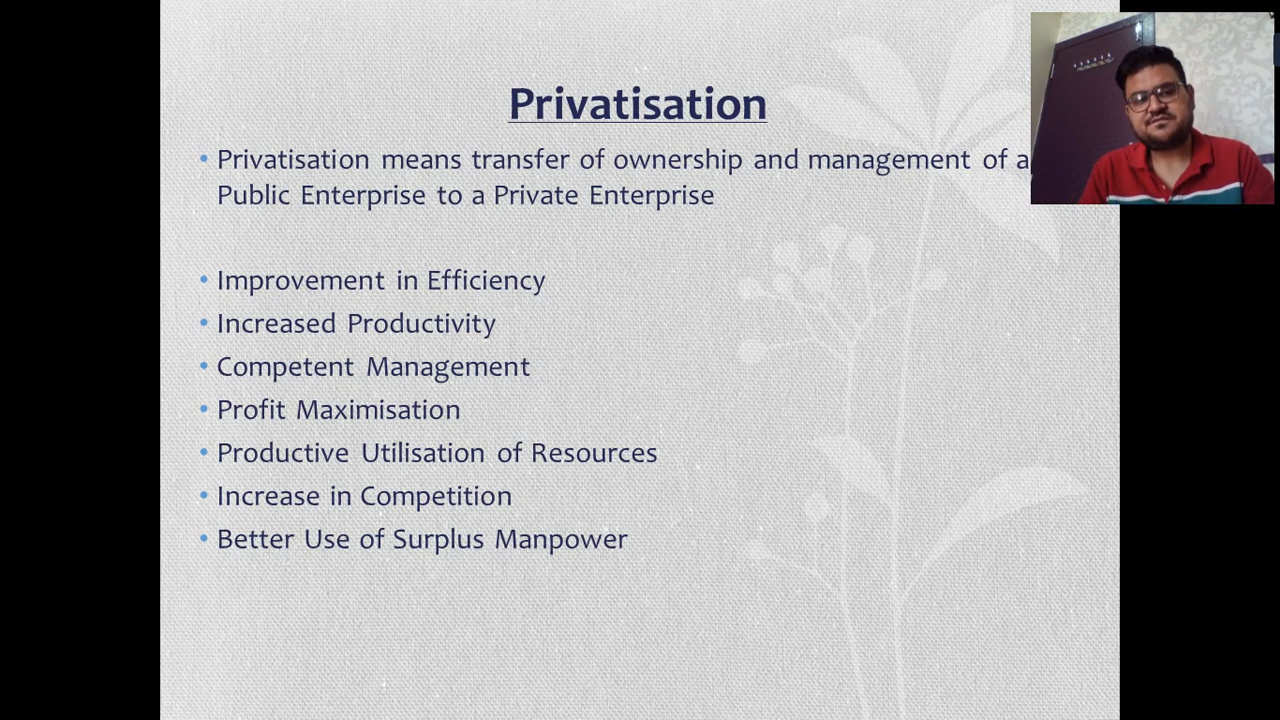 Privatisation
• Privatisation means transfer of ownership and management of a
Public Enterprise to a Private Enterprise
• Improvement in Efficiency
• Increased Productivity
• Competent Management
• Profit Maximisation
• Productive Utilisation of Resources
• Increase in Competition
• Better Use of Surplus Manpower